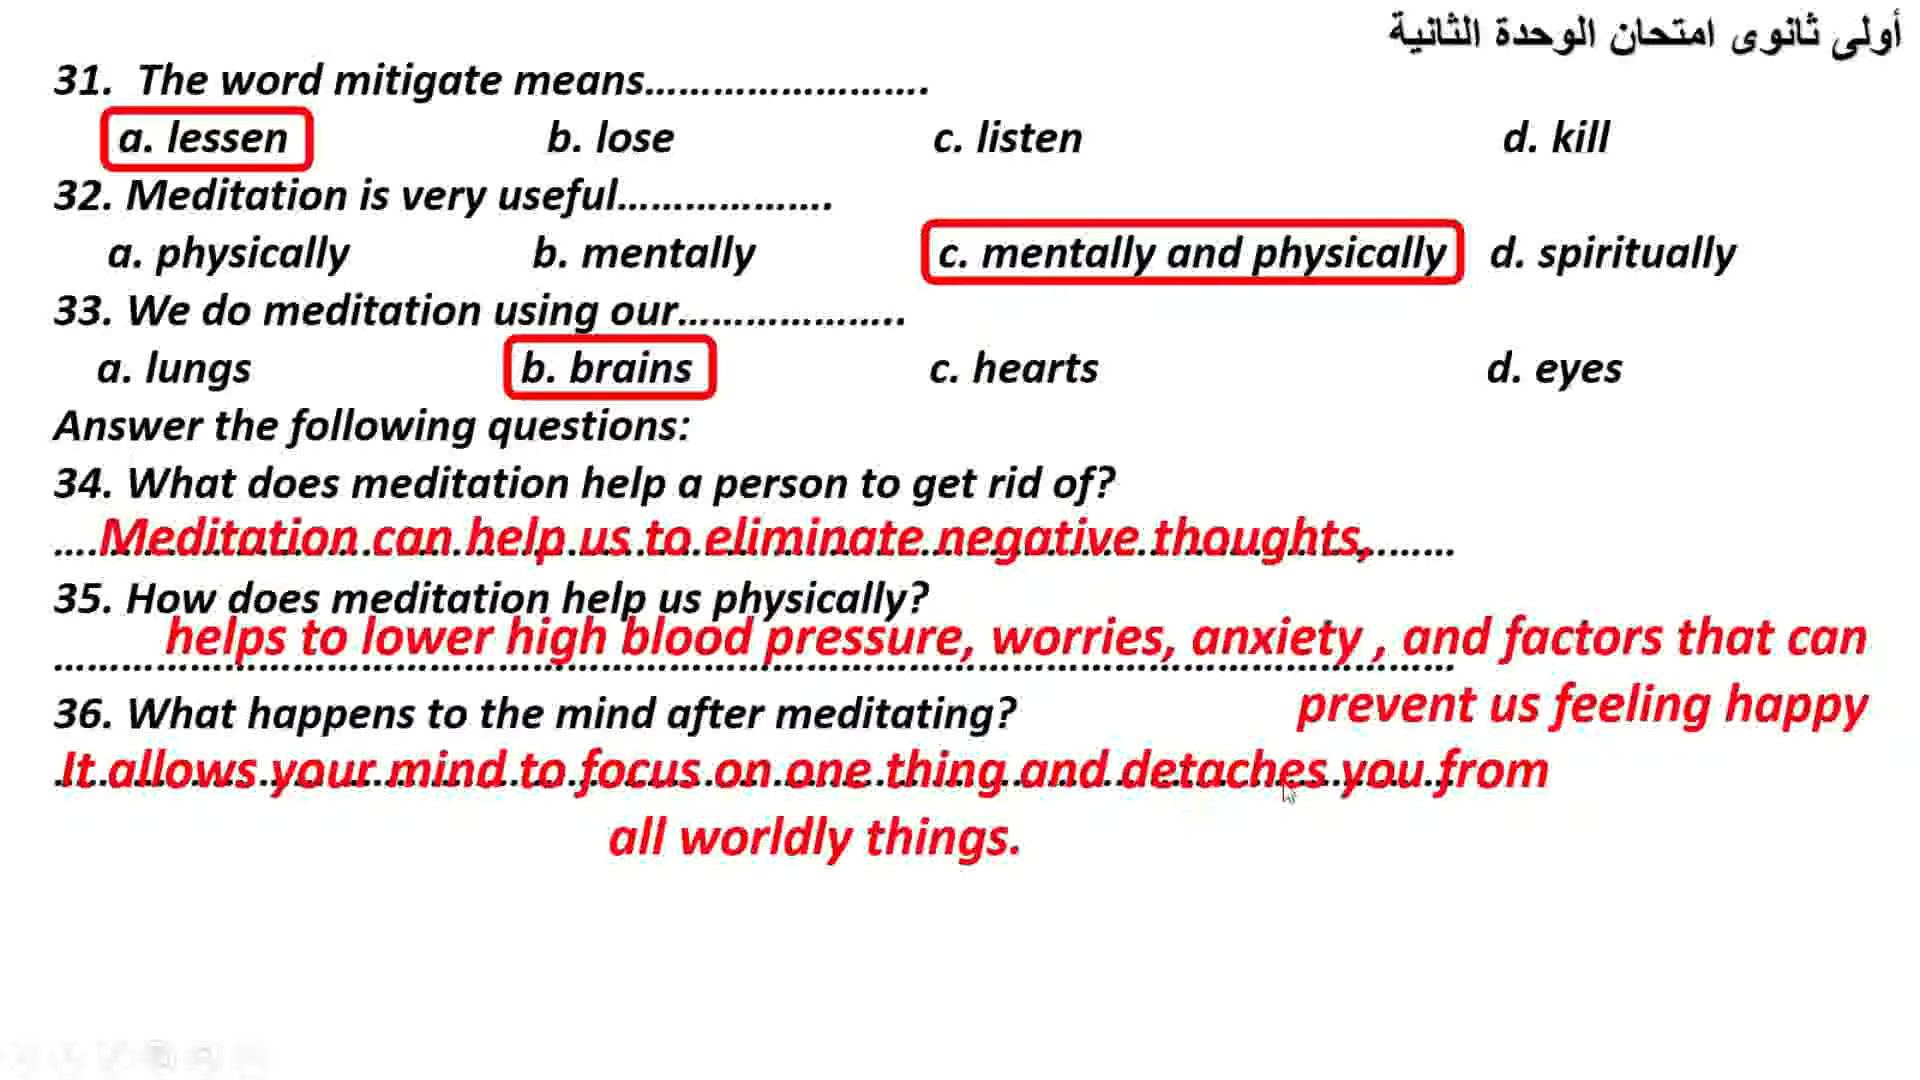 أولى ثانوى امتحان الوحدة الثانية
31. The word mitigate means…………………….
a. lessen b. lose c. listen d. kill
32. Meditation is very useful……………….
a. physically b. mentally c. mentally and physically d. spiritually
33. We do meditation using our………………..
a. lungs b. brains c. hearts d. eyes
Answer the following questions:
34. What does meditation help a person to get rid of?
Meditation can help us to eliminate negative thoughts,
35. How does meditation help us physically?
helps to lower high blood pressure, worries, anxiety , and factors that can
prevent us feeling happy
36. What happens to the mind after meditating?
It allows your mind to focus on one thing and detaches you from
all worldly things.